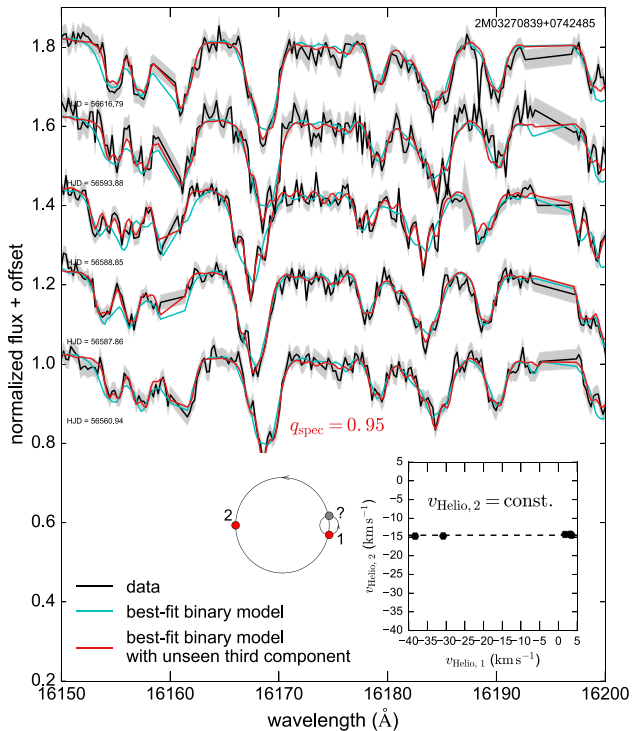 2M03270839+0742485
1.8
HJD = 56616.79
1.6
HJD = 56593.88
1.4
HJD = 56588.85
1.2
HJD = 56587.86
1.0
HJD = 56560.94
q_spec = 0.95
0.8
0.6
0.4
0.2
normalized flux + offset
2
?
1
data
best-fit binary model
best-fit binary model
with unseen third component
v_Helio, 2 = const.
5
0
−5
−10
−15
−20
−25
−30
−35
−40
v_Helio, 2 (km s⁻¹)
−40 −35 −30 −25 −20 −15 −10 −5 0 5
v_Helio, 1 (km s⁻¹)
16150 16160 16170 16180 16190 16200
wavelength (Å)